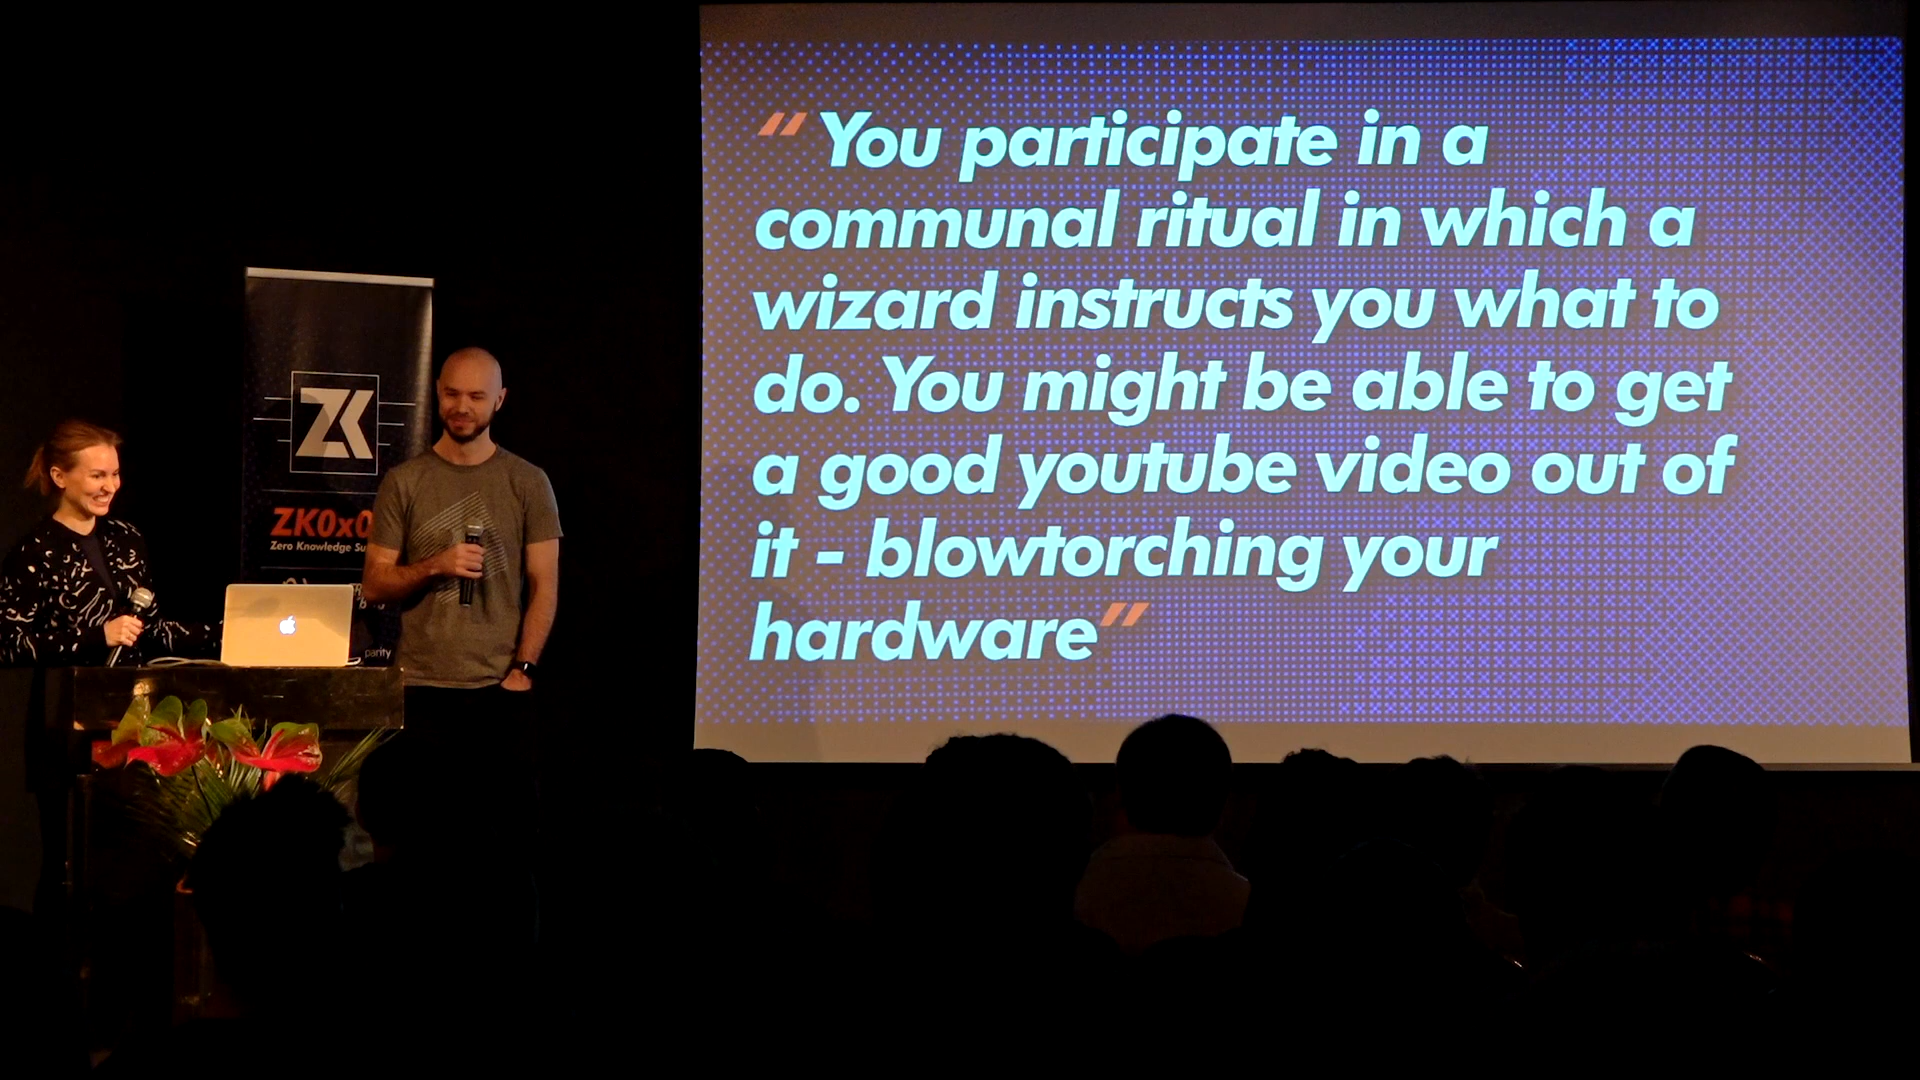 “ You participate in a
communal ritual in which a
wizard instructs you what to
do. You might be able to get
a good youtube video out of
it - blowtorching your
hardware”
ZK
ZK0x0
Zero Knowledge Su
parity